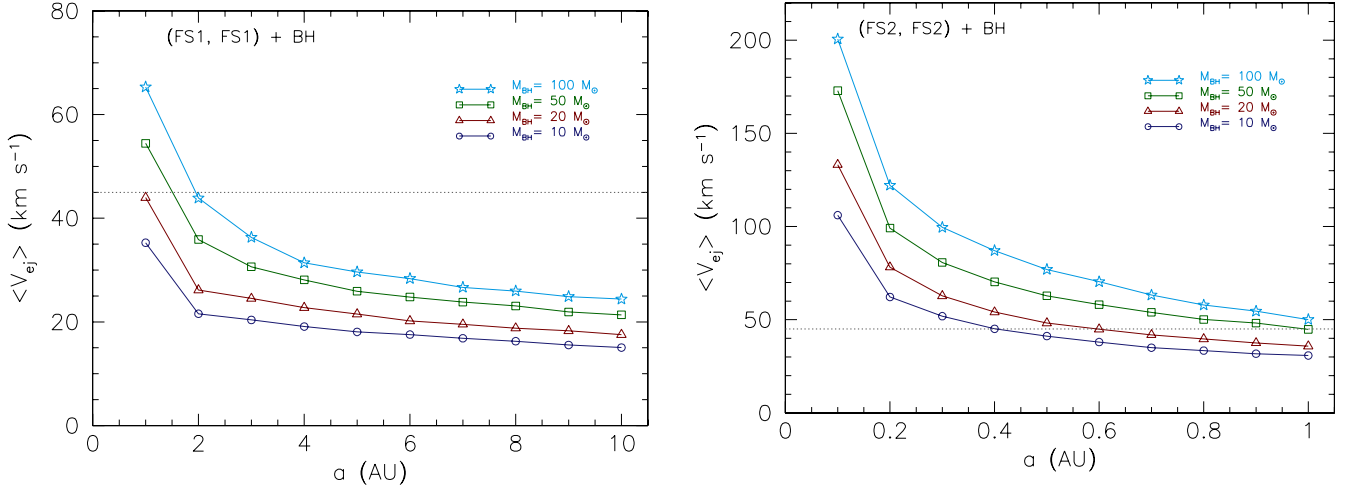 (FS1, FS1) + BH
M_BH= 100 M_⊙
M_BH= 50 M_⊙
M_BH= 20 M_⊙
M_BH= 10 M_⊙
80
60
40
20
0
<V_ej> (km s⁻¹)
0 2 4 6 8 10
a (AU)
(FS2, FS2) + BH
M_BH= 100 M_⊙
M_BH= 50 M_⊙
M_BH= 20 M_⊙
M_BH= 10 M_⊙
200
150
100
50
0
<V_ej> (km s⁻¹)
0 0.2 0.4 0.6 0.8 1
a (AU)